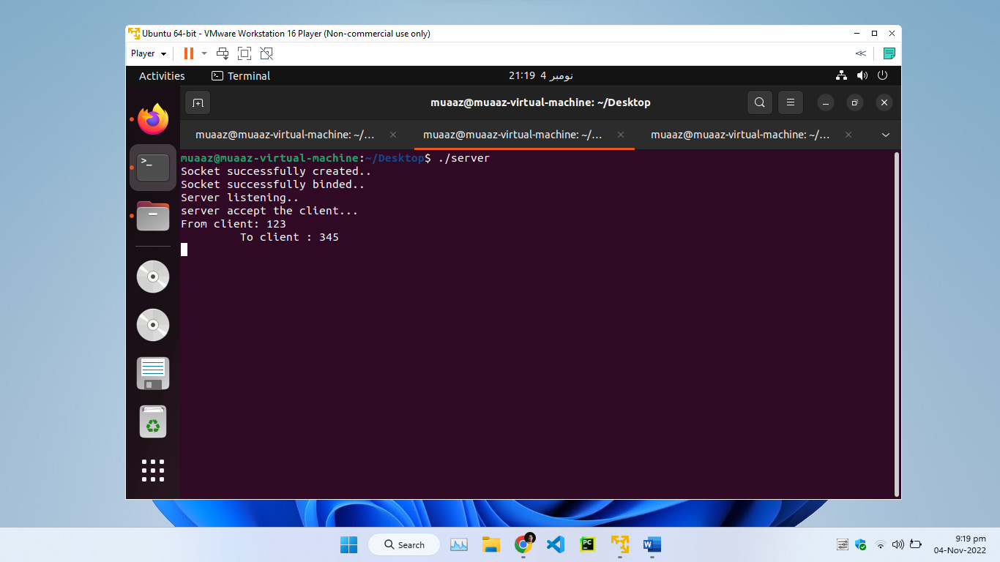 Ubuntu 64-bit - VMware Workstation 16 Player (Non-commercial use only)
Player
Activities
Terminal
نومبر 4 21:19
muaaz@muaaz-virtual-machine: ~/Desktop
muaaz@muaaz-virtual-machine: ~/...
muaaz@muaaz-virtual-machine: ~/...
muaaz@muaaz-virtual-machine: ~/...
muaaz@muaaz-virtual-machine:~/Desktop$ ./server
Socket successfully created..
Socket successfully binded..
Server listening..
server accept the client...
From client: 123
To client : 345
Search
PC
W
9:19 pm
04-Nov-2022